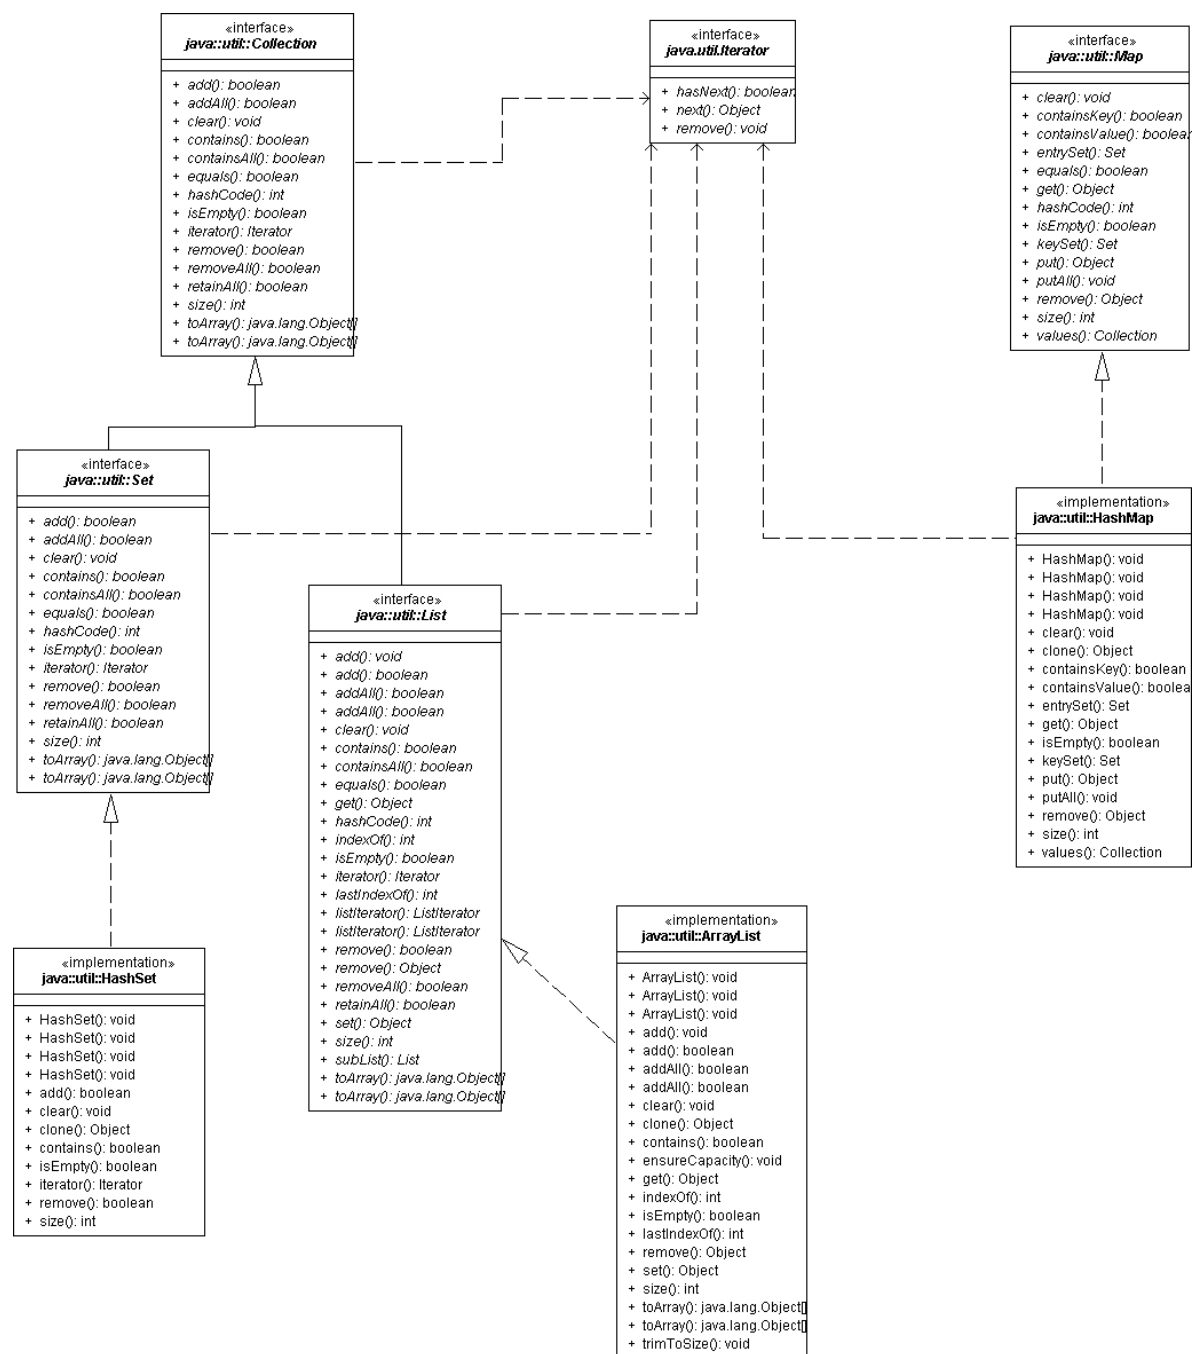 «interface»
java::util::Collection
+ add(): boolean
+ addAll(): boolean
+ clear(): void
+ contains(): boolean
+ containsAll(): boolean
+ equals(): boolean
+ hashCode(): int
+ isEmpty(): boolean
+ iterator(): Iterator
+ remove(): boolean
+ removeAll(): boolean
+ retainAll(): boolean
+ size(): int
+ toArray(): java.lang.Object[]
+ toArray(): java.lang.Object[]
«interface»
java.util.Iterator
+ hasNext(): boolean
+ next(): Object
+ remove(): void
«interface»
java::util::Map
+ clear(): void
+ containsKey(): boolean
+ containsValue(): boolean
+ entrySet(): Set
+ equals(): boolean
+ get(): Object
+ hashCode(): int
+ isEmpty(): boolean
+ keySet(): Set
+ put(): Object
+ putAll(): void
+ remove(): Object
+ size(): int
+ values(): Collection
«interface»
java::util::Set
+ add(): boolean
+ addAll(): boolean
+ clear(): void
+ contains(): boolean
+ containsAll(): boolean
+ equals(): boolean
+ hashCode(): int
+ isEmpty(): boolean
+ iterator(): Iterator
+ remove(): boolean
+ removeAll(): boolean
+ retainAll(): boolean
+ size(): int
+ toArray(): java.lang.Object[]
+ toArray(): java.lang.Object[]
«interface»
java::util::List
+ add(): void
+ add(): boolean
+ addAll(): boolean
+ addAll(): boolean
+ clear(): void
+ contains(): boolean
+ containsAll(): boolean
+ equals(): boolean
+ get(): Object
+ hashCode(): int
+ indexOf(): int
+ isEmpty(): boolean
+ iterator(): Iterator
+ lastIndexOf(): int
+ listIterator(): ListIterator
+ listIterator(): ListIterator
+ remove(): boolean
+ remove(): Object
+ removeAll(): boolean
+ retainAll(): boolean
+ set(): Object
+ size(): int
+ subList(): List
+ toArray(): java.lang.Object[]
+ toArray(): java.lang.Object[]
«implementation»
java::util::HashMap
+ HashMap(): void
+ HashMap(): void
+ HashMap(): void
+ HashMap(): void
+ clear(): void
+ clone(): Object
+ containsKey(): boolean
+ containsValue(): boolea
+ entrySet(): Set
+ get(): Object
+ isEmpty(): boolean
+ keySet(): Set
+ put(): Object
+ putAll(): void
+ remove(): Object
+ size(): int
+ values(): Collection
«implementation»
java::util::HashSet
+ HashSet(): void
+ HashSet(): void
+ HashSet(): void
+ HashSet(): void
+ add(): boolean
+ clear(): void
+ clone(): Object
+ contains(): boolean
+ isEmpty(): boolean
+ iterator(): Iterator
+ remove(): boolean
+ size(): int
«implementation»
java::util::ArrayList
+ ArrayList(): void
+ ArrayList(): void
+ ArrayList(): void
+ add(): void
+ add(): boolean
+ addAll(): boolean
+ addAll(): boolean
+ clear(): void
+ clone(): Object
+ contains(): boolean
+ ensureCapacity(): void
+ get(): Object
+ indexOf(): int
+ isEmpty(): boolean
+ lastIndexOf(): int
+ remove(): Object
+ set(): Object
+ size(): int
+ toArray(): java.lang.Object[]
+ toArray(): java.lang.Object[]
+ trimToSize(): void